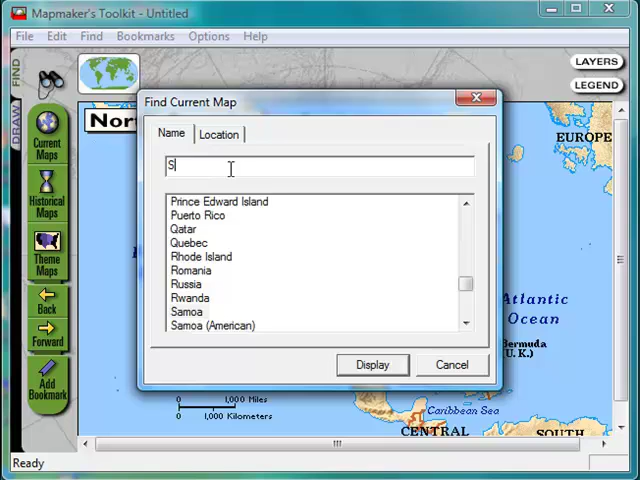 Mapmaker's Toolkit - Untitled
File Edit Find Bookmarks Options Help
FIND
DRAW
LAYERS
LEGEND
Current
Maps
Historical
Maps
Theme
Maps
Back
Forward
Add
Bookmark
Nor
Find Current Map
Name Location
S
Prince Edward Island
Puerto Rico
Qatar
Quebec
Rhode Island
Romania
Russia
Rwanda
Samoa
Samoa (American)
Display Cancel
EUROPE
Atlantic
Ocean
Bermuda
(U.K.)
0 1,000 Miles
0 1,000 Kilometers
Caribbean Sea
CENTRAL
SOUTH
Ready